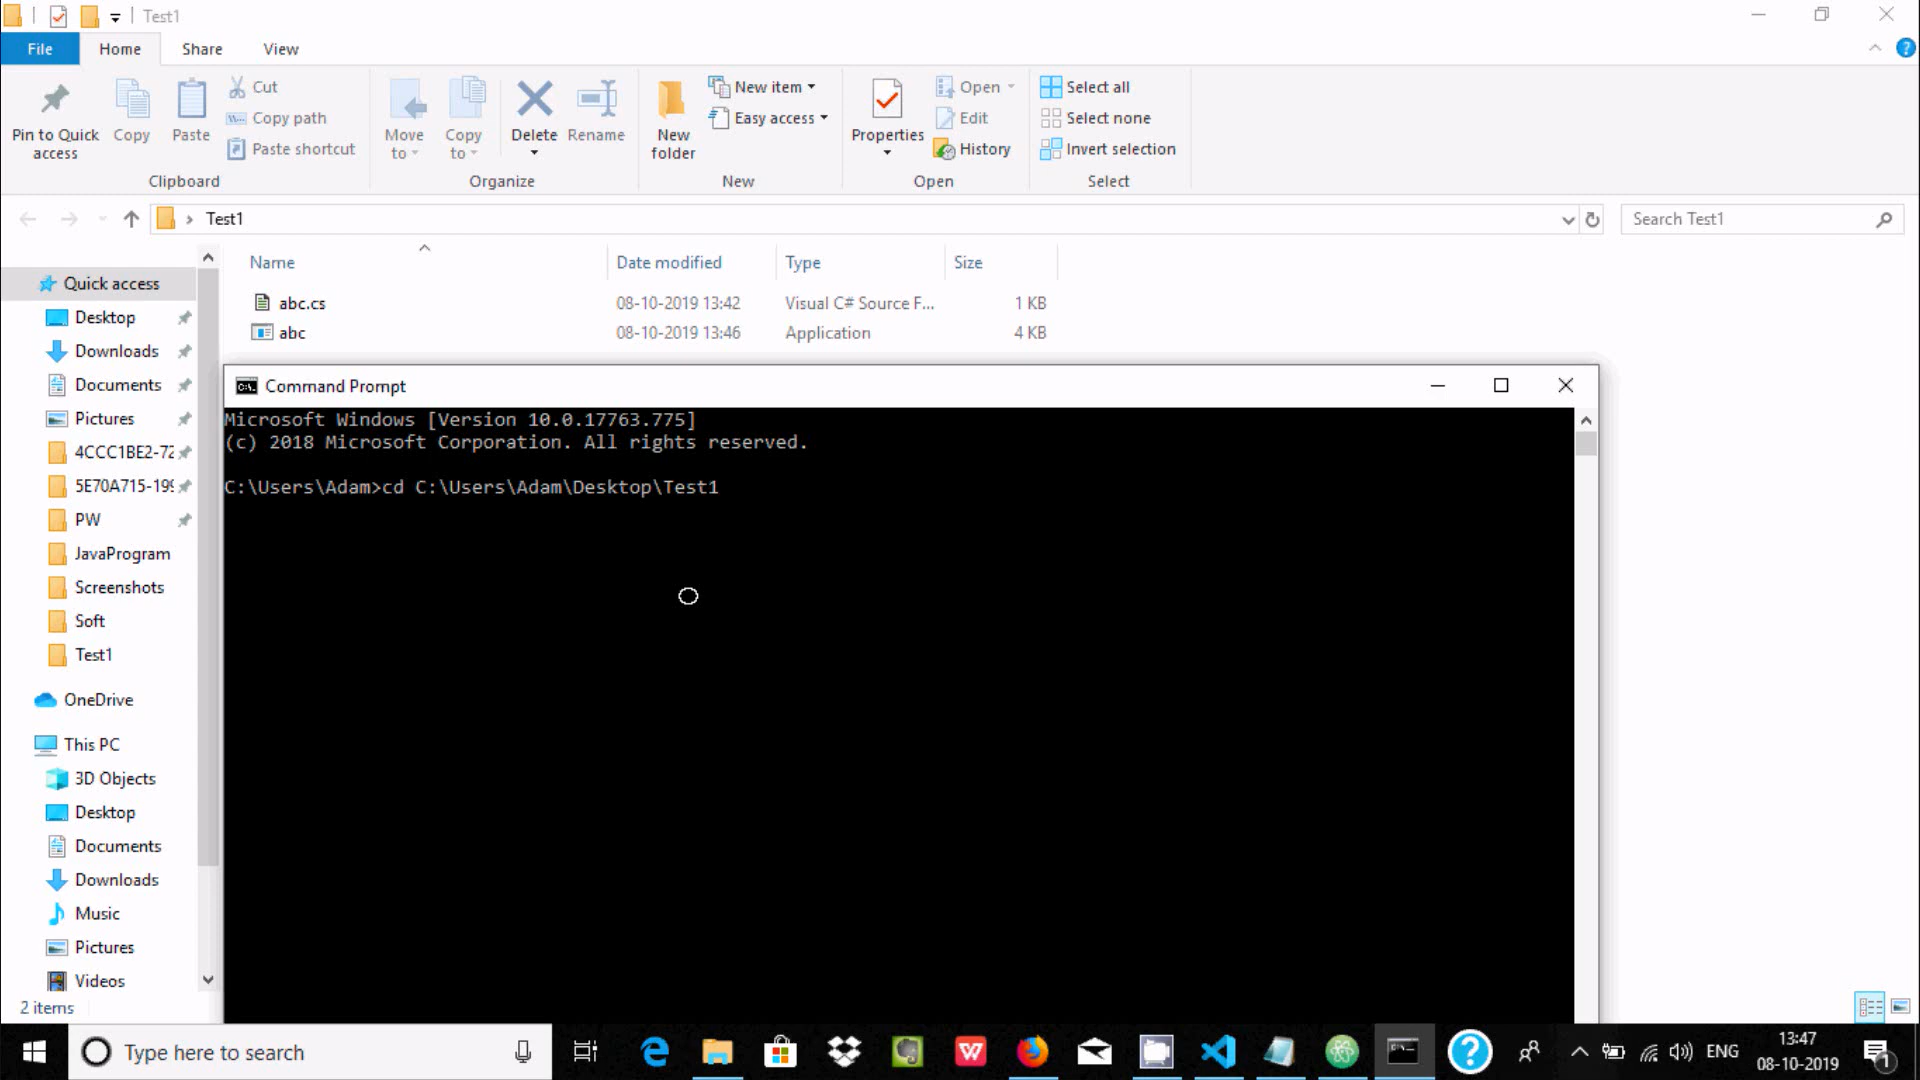 Test1
File Home Share View
Pin to Quick access
Copy
Paste
Cut
Copy path
Paste shortcut
Clipboard
Move to
Copy to
Delete
Rename
Organize
New folder
New item
Easy access
New
Properties
Open
Edit
History
Open
Select all
Select none
Invert selection
Select
Test1
Search Test1
Name Date modified Type Size
abc.cs 08-10-2019 13:42 Visual C# Source F... 1 KB
abc 08-10-2019 13:46 Application 4 KB
Quick access
Desktop
Downloads
Documents
Pictures
4CCC1BE2-72
5E70A715-199
PW
JavaProgram
Screenshots
Soft
Test1
OneDrive
This PC
3D Objects
Desktop
Documents
Downloads
Music
Pictures
Videos
2 items
Command Prompt
Microsoft Windows [Version 10.0.17763.775]
(c) 2018 Microsoft Corporation. All rights reserved.
C:\Users\Adam>cd C:\Users\Adam\Desktop\Test1
Type here to search
ENG
13:47
08-10-2019
1